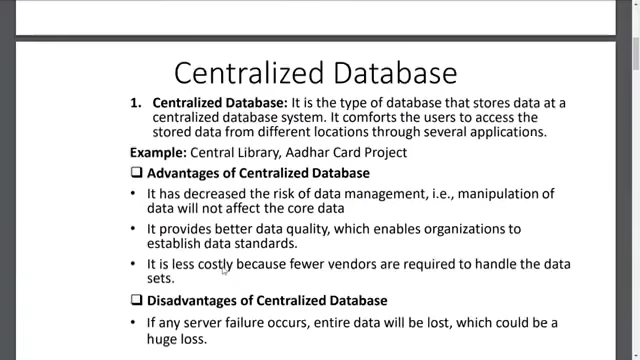 Centralized Database
1. Centralized Database: It is the type of database that stores data at a
centralized database system. It comforts the users to access the
stored data from different locations through several applications.
Example: Central Library, Aadhar Card Project
❑ Advantages of Centralized Database
• It has decreased the risk of data management, i.e., manipulation of
data will not affect the core data
• It provides better data quality, which enables organizations to
establish data standards.
• It is less costly because fewer vendors are required to handle the data
sets.
❑ Disadvantages of Centralized Database
• If any server failure occurs, entire data will be lost, which could be a
huge loss.